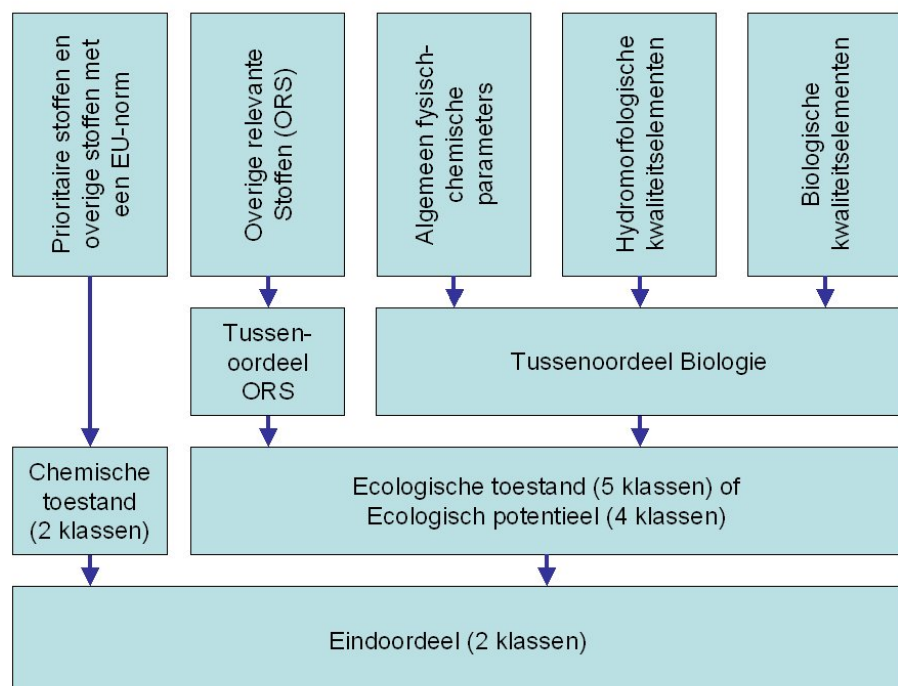 Prioritaire stoffen en
overige stoffen met
een EU-norm
Overige relevante
Stoffen (ORS)
Algemeen fysisch-
chemische
parameters
Hydromorfologische
kwaliteitselementen
Biologische
kwaliteitselementen
Tussen-
oordeel
ORS
Tussenoordeel Biologie
Chemische
toestand
(2 klassen)
Ecologische toestand (5 klassen) of
Ecologisch potentieel (4 klassen)
Eindoordeel (2 klassen)